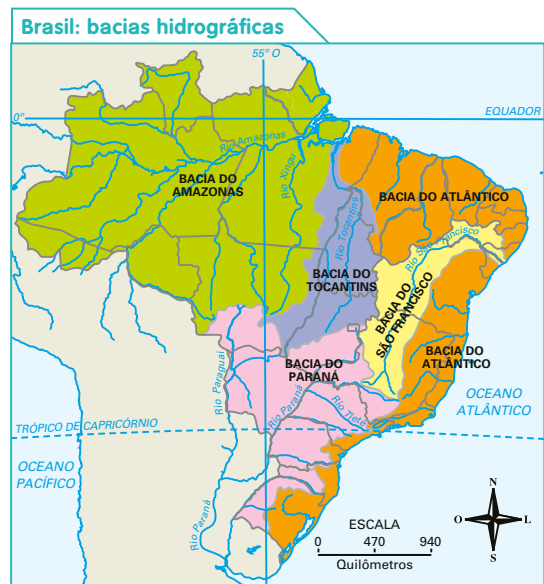 Brasil: bacias hidrográficas
55º O
0º
EQUADOR
Rio Amazonas
Rio Xingu
BACIA DO
AMAZONAS
BACIA DO ATLÂNTICO
Rio Tocantins
Rio São Francisco
BACIA DO
TOCANTINS
BACIA DO
SÃO FRANCISCO
BACIA DO
PARANÁ
BACIA DO
ATLÂNTICO
Rio Paraguai
Rio Paraná
Rio Tietê
OCEANO
ATLÂNTICO
TRÓPICO DE CAPRICÓRNIO
OCEANO
PACÍFICO
Rio Paraná
N
O
L
S
ESCALA
0 470 940
Quilômetros